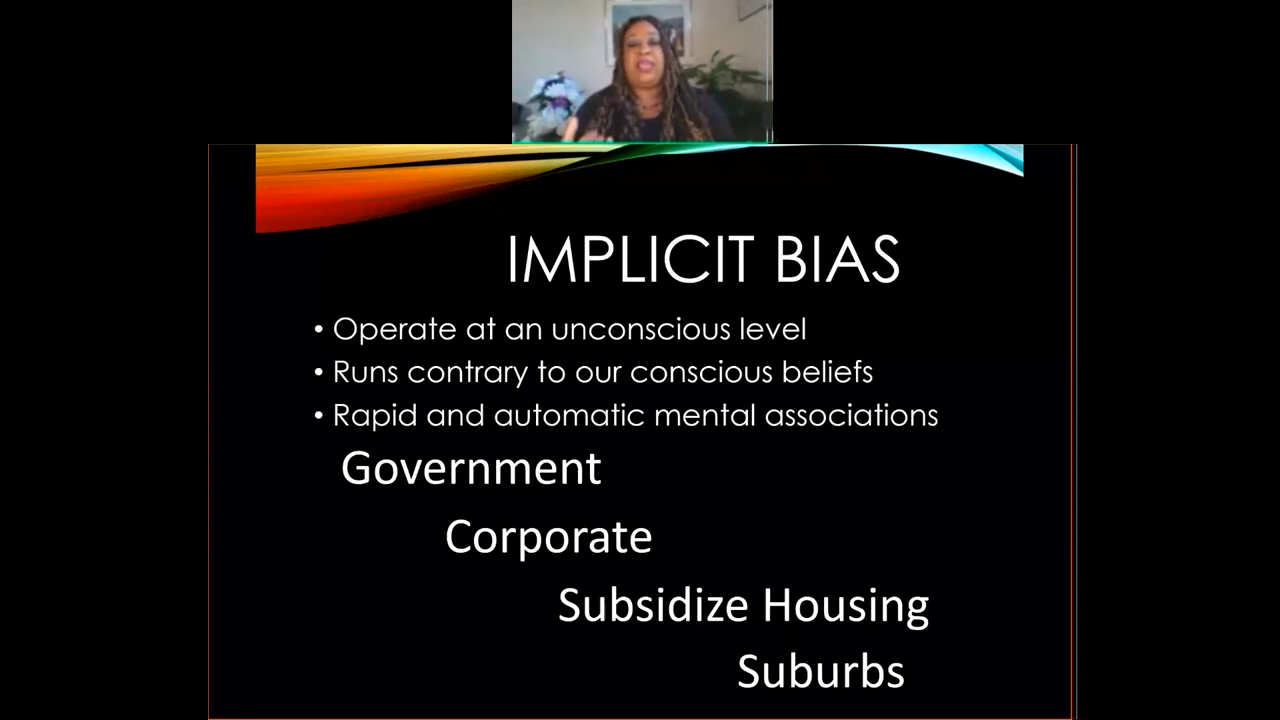 IMPLICIT BIAS
• Operate at an unconscious level
• Runs contrary to our conscious beliefs
• Rapid and automatic mental associations
Government
Corporate
Subsidize Housing
Suburbs